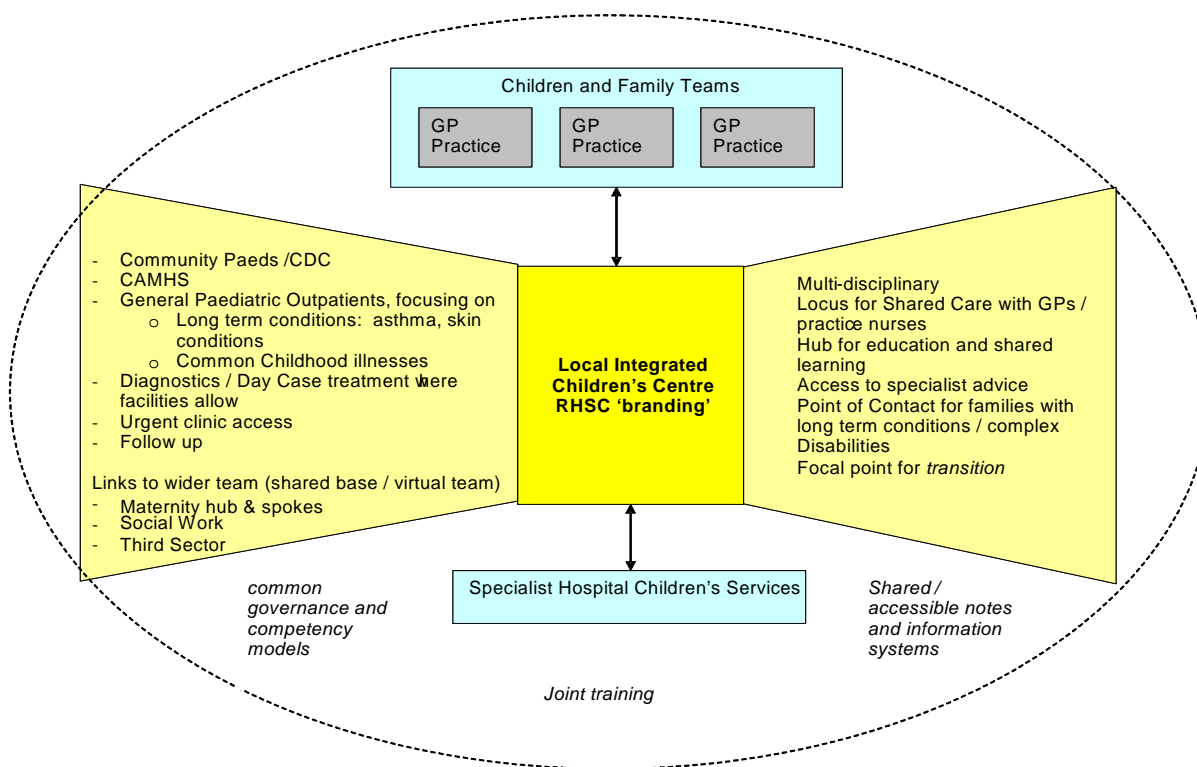 Children and Family Teams
GP
Practice
GP
Practice
GP
Practice
- Community Paeds /CDC
- CAMHS
- General Paediatric Outpatients, focusing on
o Long term conditions: asthma, skin
conditions
o Common Childhood illnesses
- Diagnostics / Day Case treatment where
facilities allow
- Urgent clinic access
- Follow up
Links to wider team (shared base / virtual team)
- Maternity hub & spokes
- Social Work
- Third Sector
Local Integrated
Children's Centre
RHSC 'branding'
Multi-disciplinary
Locus for Shared Care with GPs /
practice nurses
Hub for education and shared
learning
Access to specialist advice
Point of Contact for families with
long term conditions / complex
Disabilities
Focal point for transition
Specialist Hospital Children's Services
common
governance and
competency
models
Shared /
accessible notes
and information
systems
Joint training